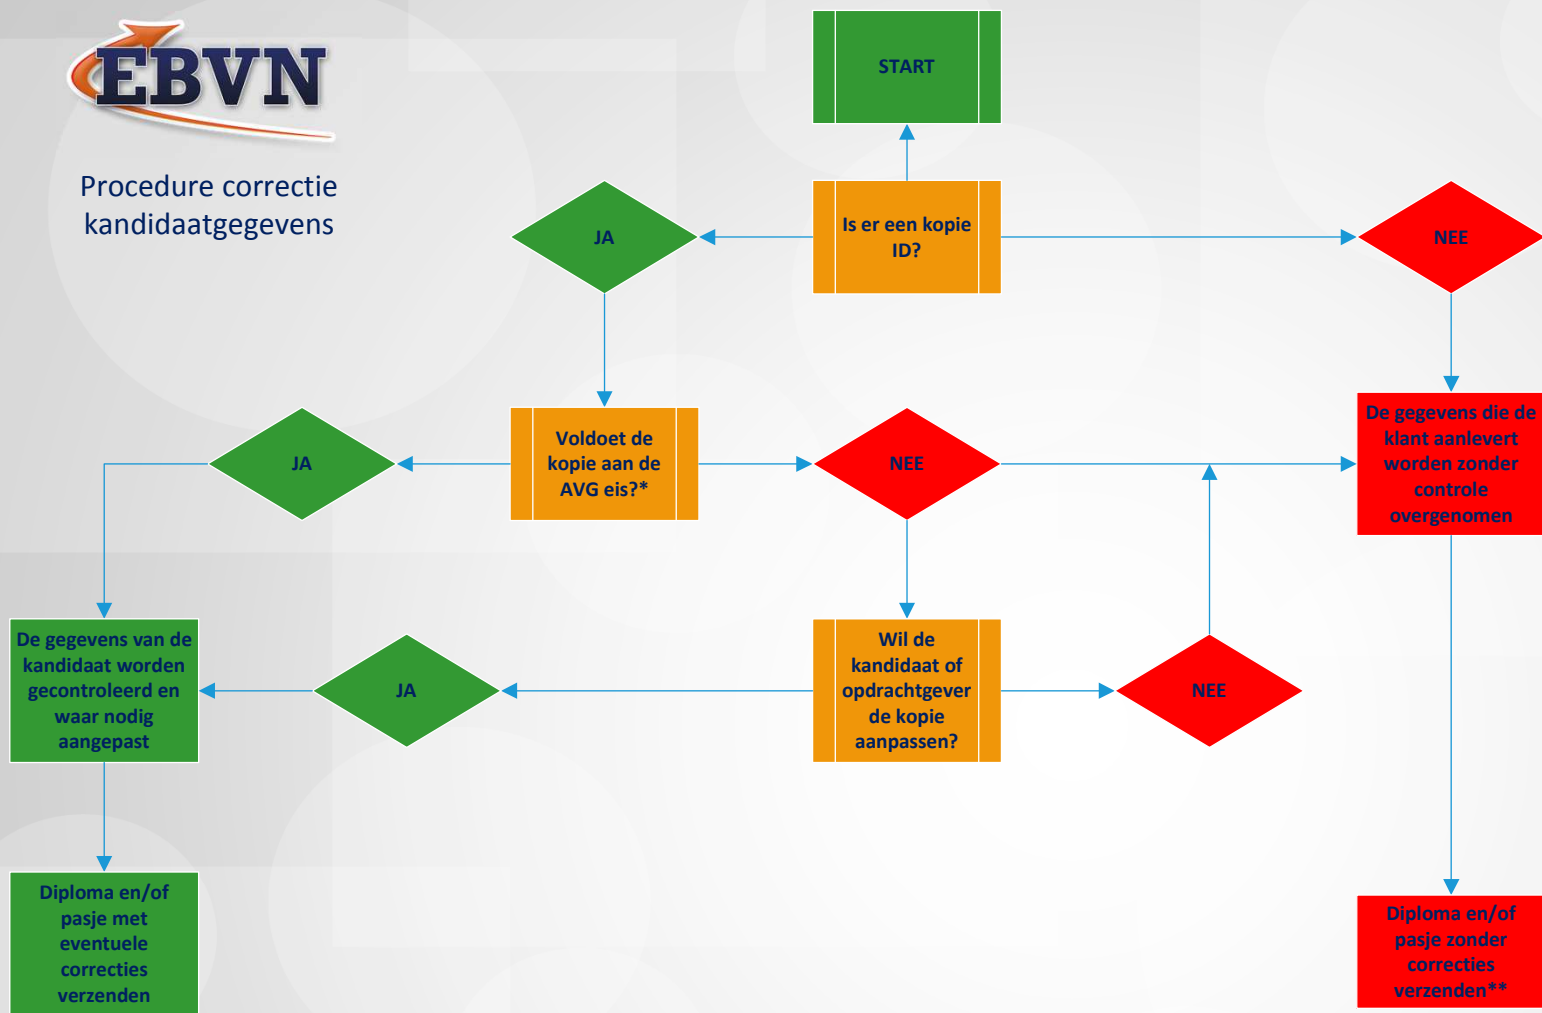 EBVN
Procedure correctie
kandidaatgegevens
START
JA
Is er een kopie
ID?
NEE
JA
Voldoet de
kopie aan de
AVG eis?*
NEE
De gegevens die de
klant aanlevert
worden zonder
controle
overgenomen
De gegevens van de
kandidaat worden
gecontroleerd en
waar nodig
aangepast
JA
Wil de
kandidaat of
opdrachtgever
de kopie
aanpassen?
NEE
Diploma en/of
pasje met
eventuele
correcties
verzenden
Diploma en/of
pasje zonder
correcties
verzenden**